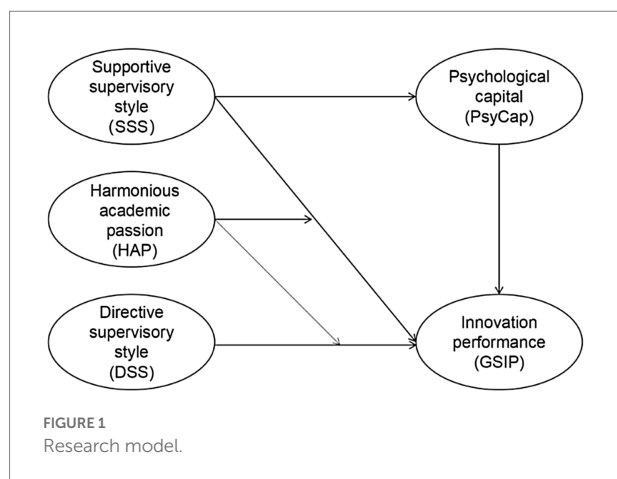 Supportive
supervisory
style
(SSS)
Psychological
capital
(PsyCap)
Harmonious
academic
passion
(HAP)
Directive
supervisory
style
(DSS)
Innovation
performance
(GSIP)
FIGURE 1
Research model.